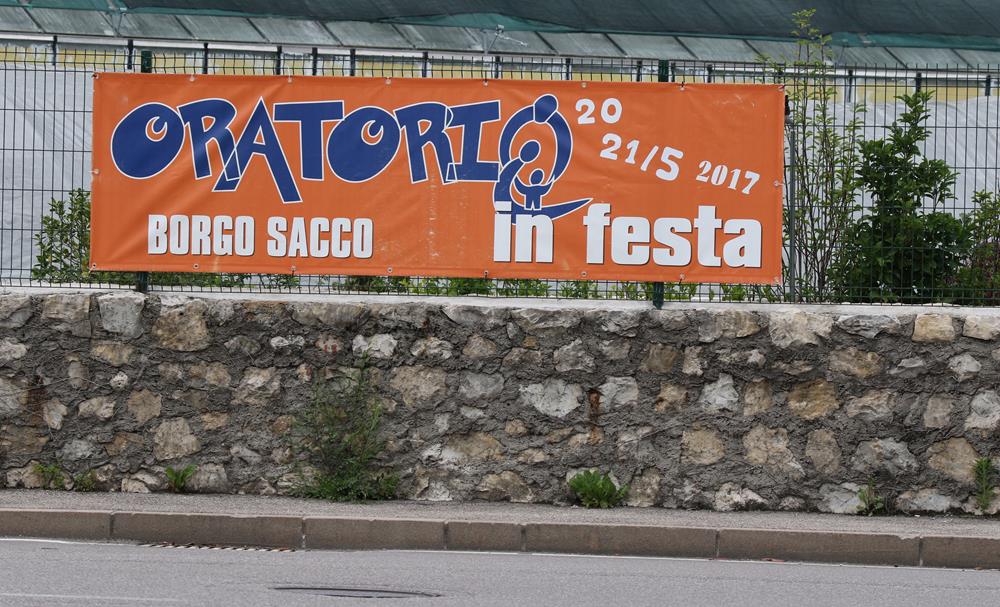 ORATORIO
20
21/5 2017
BORGO SACCO
in festa